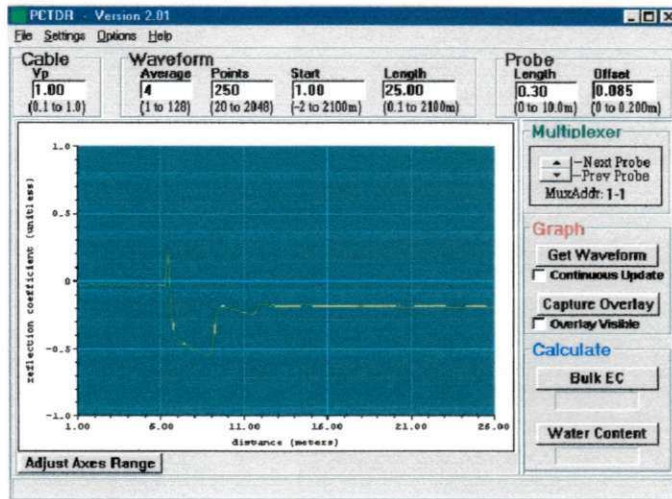 PCTDR - Version 2.01
File Settings Options Help
Cable
Vp
1.00
(0.1 to 1.0)
Waveform
Average Points Start Length
4 250 1.00 25.00
(1 to 128) (20 to 2048) (-2 to 2100m) (0.1 to 2100m)
Probe
Length Offset
0.30 0.085
(0 to 10.0m) (0 to 0.200m)
reflection coefficient (unitless)
1.0
0.5
0
-0.5
-1.0
1.00 6.00 11.00 16.00 21.00 26.00
distance (meters)
Adjust Axes Range
Multiplexer
Next Probe
Prev Probe
MuxAddr: 1-1
Graph
Get Waveform
Continuous Update
Capture Overlay
Overlay Visible
Calculate
Bulk EC
Water Content